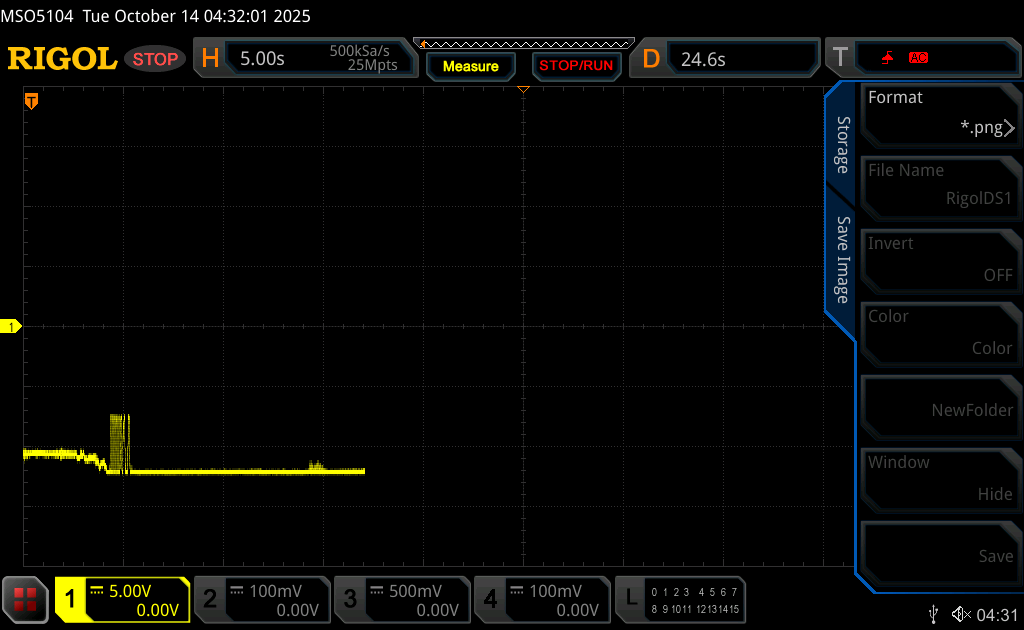 MSO5104 Tue October 14 04:32:01 2025
RIGOL STOP H 5.00s 500kSa/s 25Mpts Measure STOP/RUN D 24.6s T AC
T
Storage
Save Image
Format
*.png
File Name
RigolDS1
Invert
OFF
Color
Color
NewFolder
Window
Hide
Save
1
1 5.00V 0.00V
2 100mV 0.00V
3 500mV 0.00V
4 100mV 0.00V
L 0 1 2 3 4 5 6 7
8 9 10 11 12 13 14 15
04:31